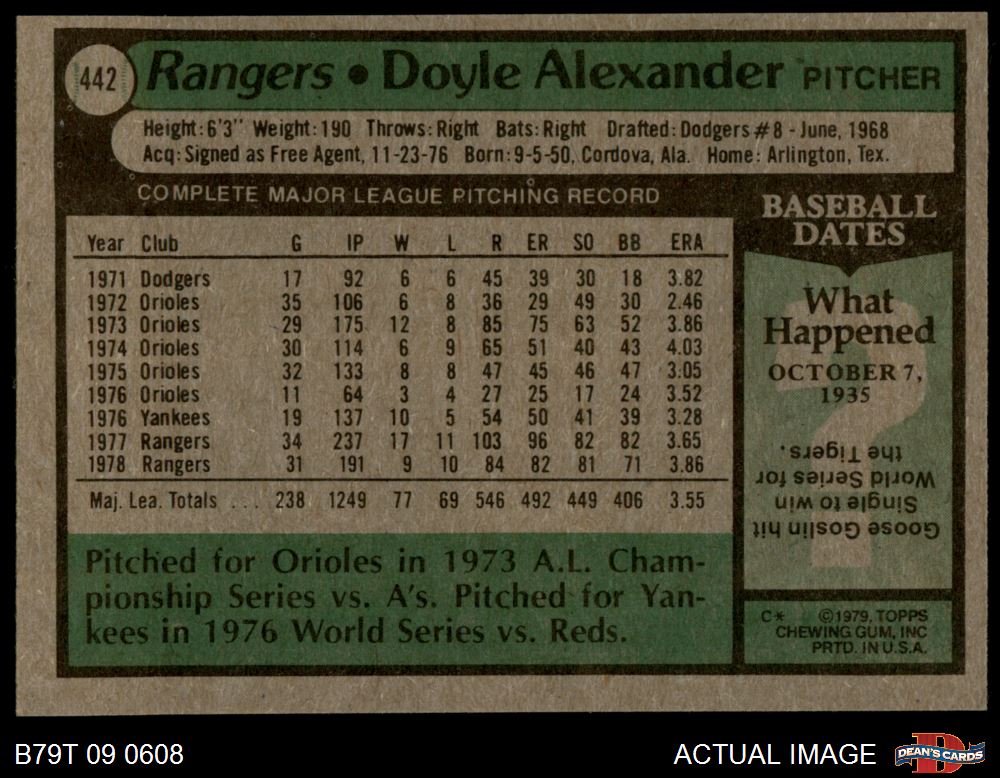 442
Rangers • Doyle Alexander PITCHER
Height: 6'3" Weight: 190 Throws: Right Bats: Right Drafted: Dodgers #8 - June, 1968
Acq: Signed as Free Agent, 11-23-76 Born: 9-5-50, Cordova, Ala. Home: Arlington, Tex.
COMPLETE MAJOR LEAGUE PITCHING RECORD
Year Club G IP W L R ER SO BB ERA
1971 Dodgers 17 92 6 6 45 39 30 18 3.82
1972 Orioles 35 106 6 8 36 29 49 30 2.46
1973 Orioles 29 175 12 8 85 75 63 52 3.86
1974 Orioles 30 114 6 9 65 51 40 43 4.03
1975 Orioles 32 133 8 8 47 45 46 47 3.05
1976 Orioles 11 64 3 4 27 25 17 24 3.52
1976 Yankees 19 137 10 5 54 50 41 39 3.28
1977 Rangers 34 237 17 11 103 96 82 82 3.65
1978 Rangers 31 191 9 10 84 82 81 71 3.86
Maj. Lea. Totals . . . 238 1249 77 69 546 492 449 406 3.55
Pitched for Orioles in 1973 A.L. Cham-
pionship Series vs. A's. Pitched for Yan-
kees in 1976 World Series vs. Reds.
BASEBALL
DATES
What
Happened
OCTOBER 7,
1935
Goose Goslin hit
Single to win
World Series for
the Tigers.
C* ©1979, TOPPS
CHEWING GUM, INC
PRTD. IN U.S.A.
B79T 09 0608
ACTUAL IMAGE
DEAN'S CARDS